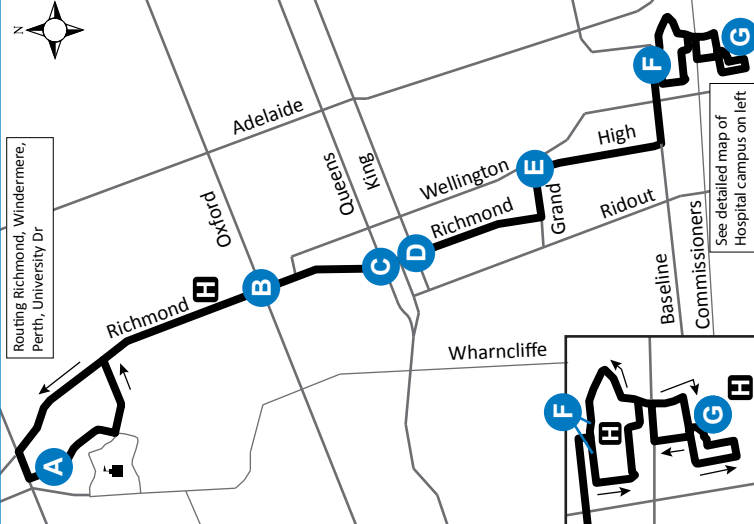 N
Routing Richmond, Windermere,
Perth, University Dr
Adelaide
Oxford
Queens
King
Wellington
Richmond
H
A
B
C
D
Richmond
E
Grand
High
Ridout
F
G
Wharncliffe
Baseline
Commissioners
See detailed map of
Hospital campus on left
F
H
G
H